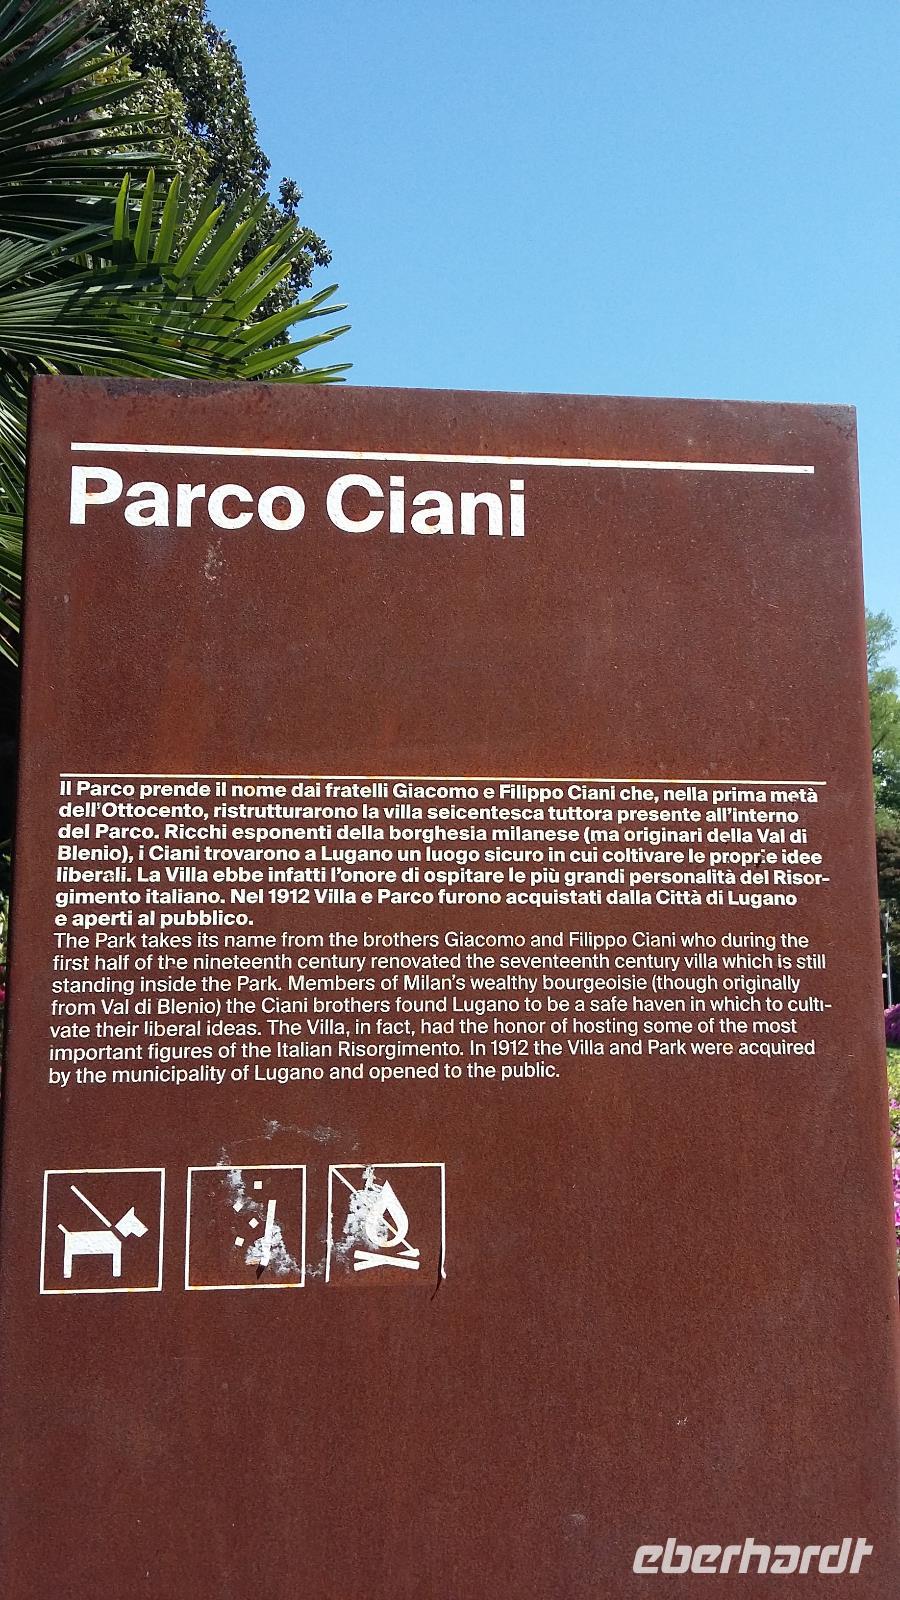 Parco Ciani
Il Parco prende il nome dai fratelli Giacomo e Filippo Ciani che, nella prima metà
dell'Ottocento, ristrutturarono la villa seicentesca tuttora presente all'interno
del Parco. Ricchi esponenti della borghesia milanese (ma originari della Val di
Blenio), i Ciani trovarono a Lugano un luogo sicuro in cui coltivare le proprie idee
liberali. La Villa ebbe infatti l'onore di ospitare le più grandi personalità del Risor-
gimento italiano. Nel 1912 Villa e Parco furono acquistati dalla Città di Lugano
e aperti al pubblico.
The Park takes its name from the brothers Giacomo and Filippo Ciani who during the
first half of the nineteenth century renovated the seventeenth century villa which is still
standing inside the Park. Members of Milan's wealthy bourgeoisie (though originally
from Val di Blenio) the Ciani brothers found Lugano to be a safe haven in which to culti-
vate their liberal ideas. The Villa, in fact, had the honor of hosting some of the most
important figures of the Italian Risorgimento. In 1912 the Villa and Park were acquired
by the municipality of Lugano and opened to the public.
eberhardt